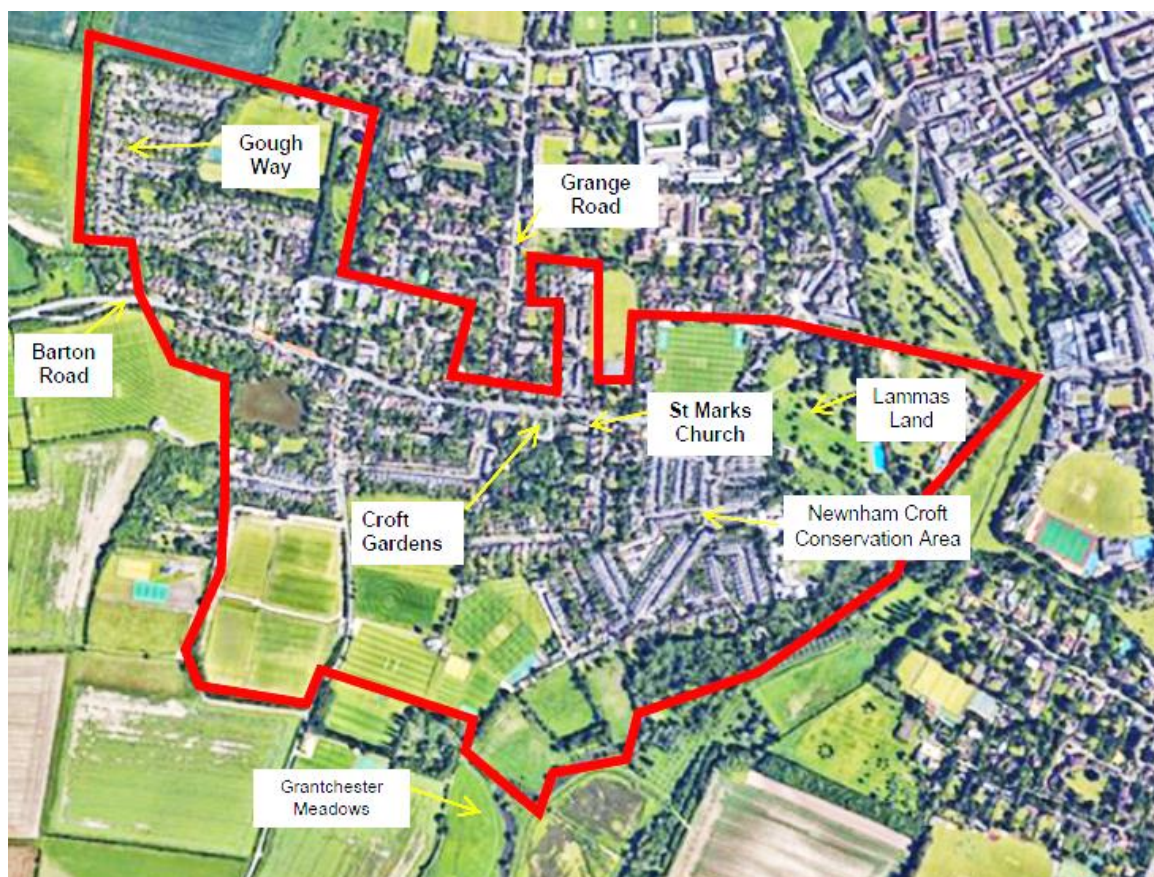 Gough
Way
Grange
Road
Barton
Road
Lammas
Land
St Marks
Church
Croft
Gardens
Newnham Croft
Conservation Area
Grantchester
Meadows